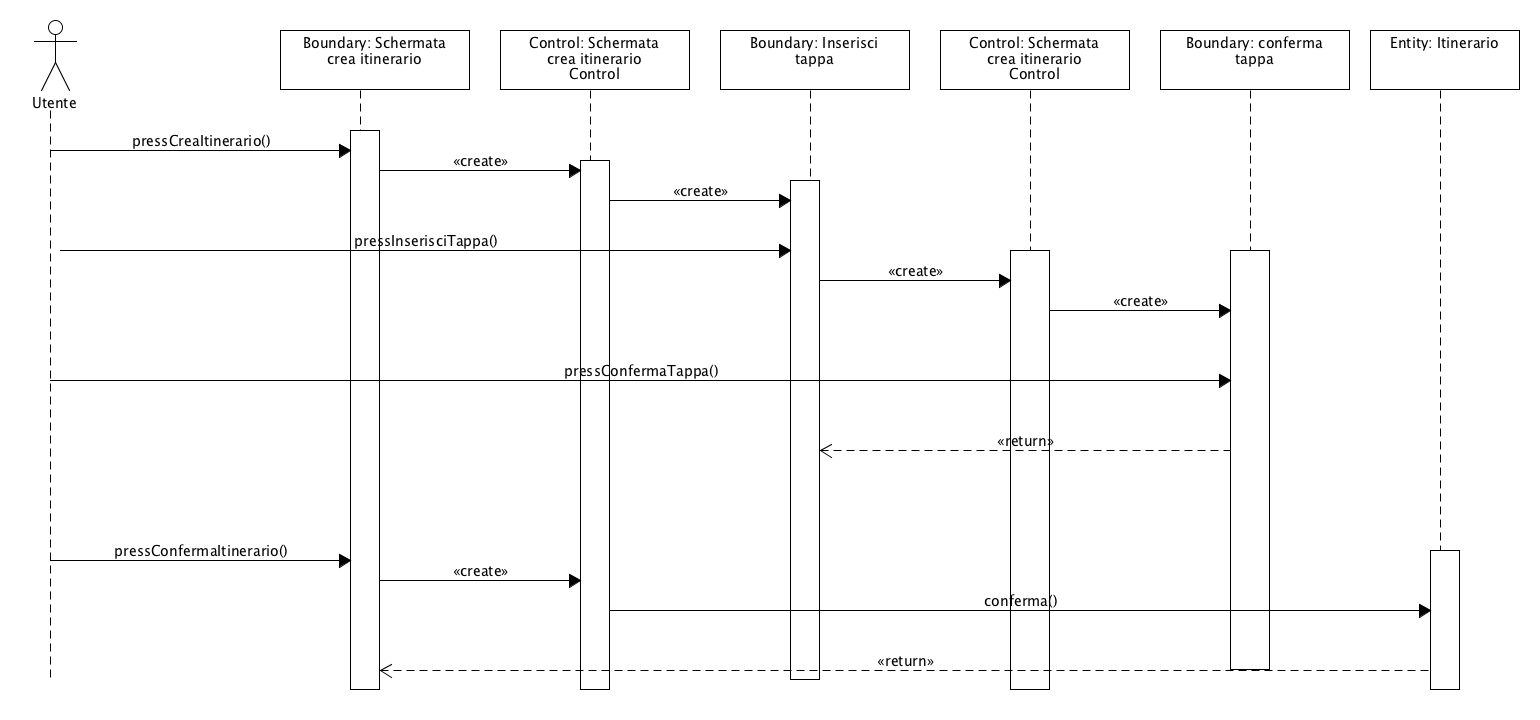 Utente
Boundary: Schermata
crea itinerario
Control: Schermata
crea itinerario
Control
Boundary: Inserisci
tappa
Control: Schermata
crea itinerario
Control
Boundary: conferma
tappa
Entity: Itinerario
pressCreaItinerario()
«create»
«create»
pressInserisciTappa()
«create»
«create»
pressConfermaTappa()
«return»
pressConfermaItinerario()
«create»
conferma()
«return»